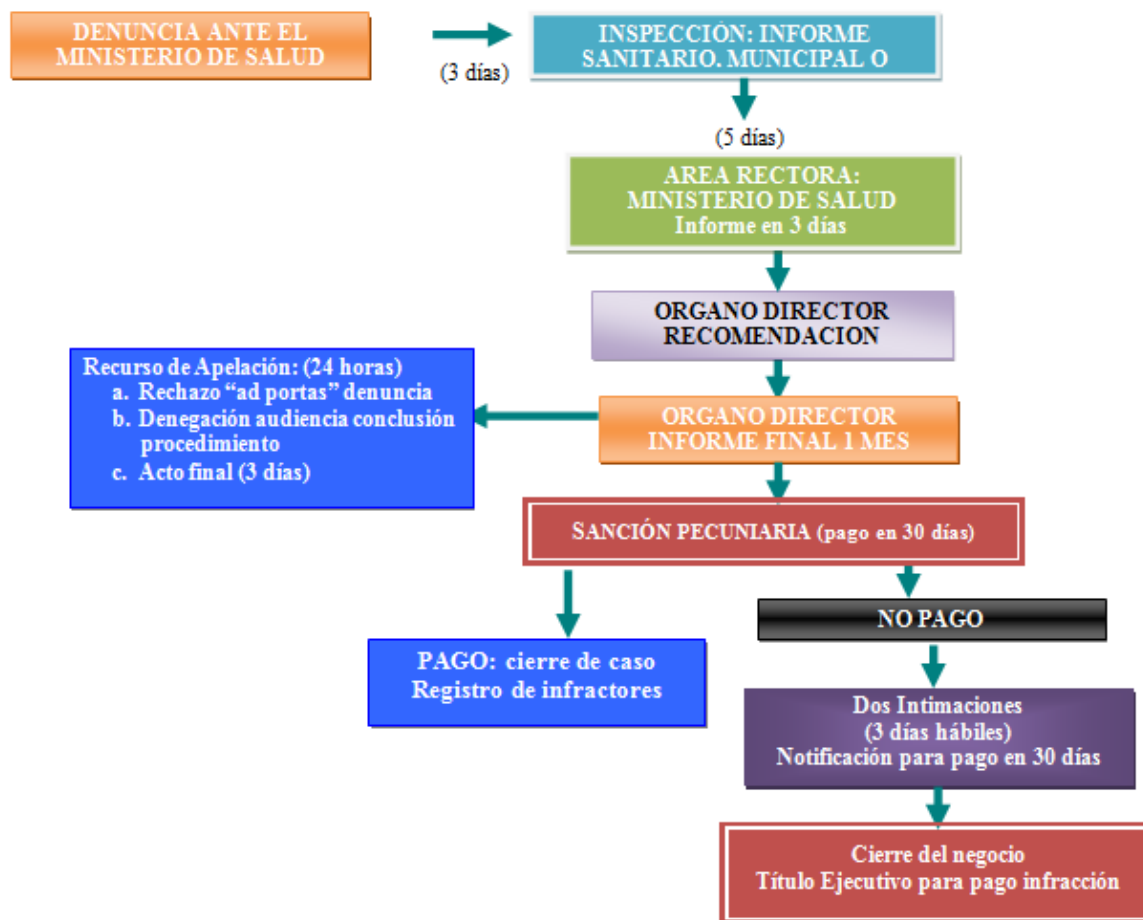 DENUNCIA ANTE EL
MINISTERIO DE SALUD
(3 días)
INSPECCIÓN: INFORME
SANITARIO. MUNICIPAL O
(5 días)
AREA RECTORA:
MINISTERIO DE SALUD
Informe en 3 días
ORGANO DIRECTOR
RECOMENDACION
Recurso de Apelación: (24 horas)
a. Rechazo “ad portas” denuncia
b. Denegación audiencia conclusión
procedimiento
c. Acto final (3 días)
ORGANO DIRECTOR
INFORME FINAL 1 MES
SANCIÓN PECUNIARIA (pago en 30 días)
NO PAGO
PAGO: cierre de caso
Registro de infractores
Dos Intimaciones
(3 días hábiles)
Notificación para pago en 30 días
Cierre del negocio
Título Ejecutivo para pago infracción